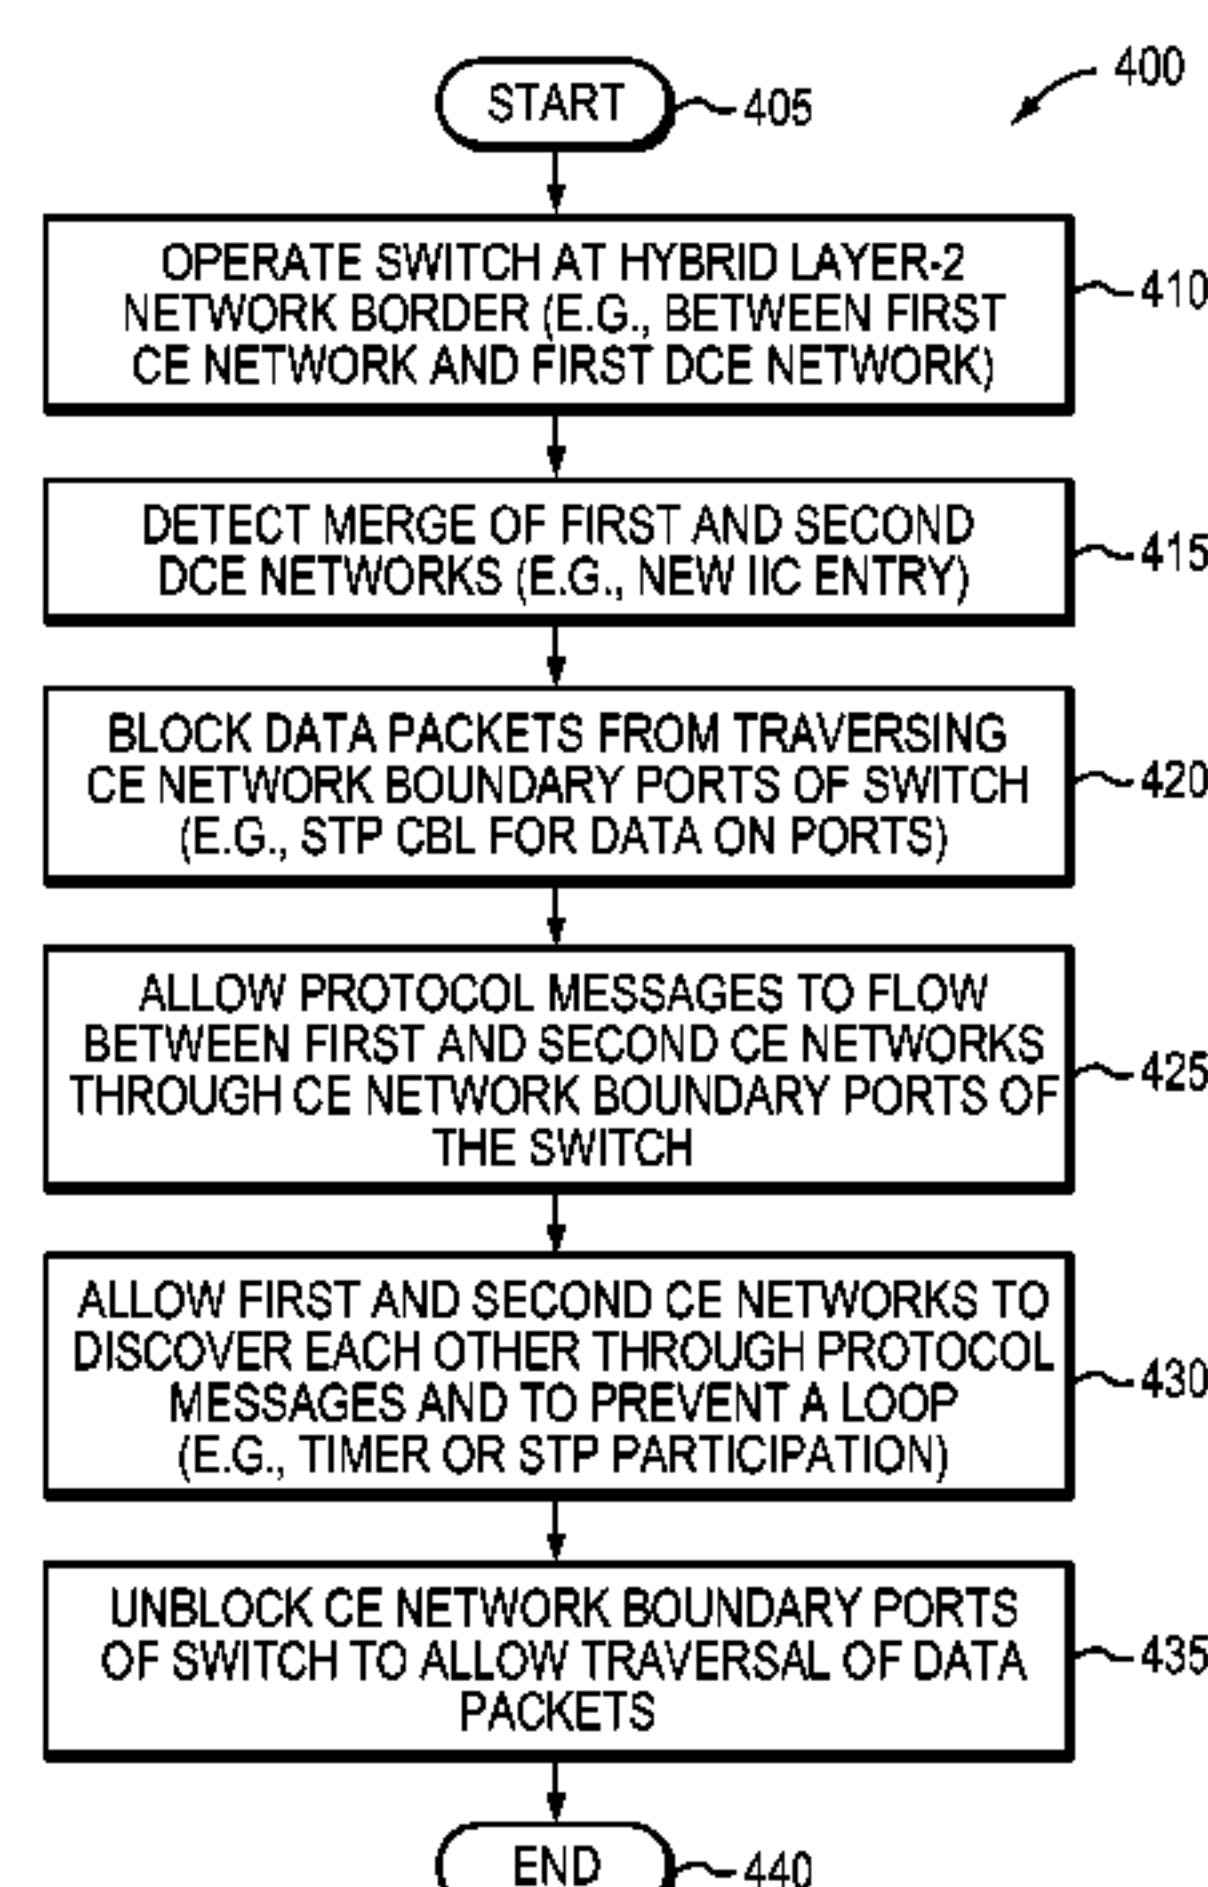 400
START
405
OPERATE SWITCH AT HYBRID LAYER-2
NETWORK BORDER (E.G., BETWEEN FIRST
CE NETWORK AND FIRST DCE NETWORK)
410
DETECT MERGE OF FIRST AND SECOND
DCE NETWORKS (E.G., NEW IIC ENTRY)
415
BLOCK DATA PACKETS FROM TRAVERSING
CE NETWORK BOUNDARY PORTS OF SWITCH
(E.G., STP CBL FOR DATA ON PORTS)
420
ALLOW PROTOCOL MESSAGES TO FLOW
BETWEEN FIRST AND SECOND CE NETWORKS
THROUGH CE NETWORK BOUNDARY PORTS OF
THE SWITCH
425
ALLOW FIRST AND SECOND CE NETWORKS TO
DISCOVER EACH OTHER THROUGH PROTOCOL
MESSAGES AND TO PREVENT A LOOP
(E.G., TIMER OR STP PARTICIPATION)
430
UNBLOCK CE NETWORK BOUNDARY PORTS
OF SWITCH TO ALLOW TRAVERSAL OF DATA
PACKETS
435
END
440